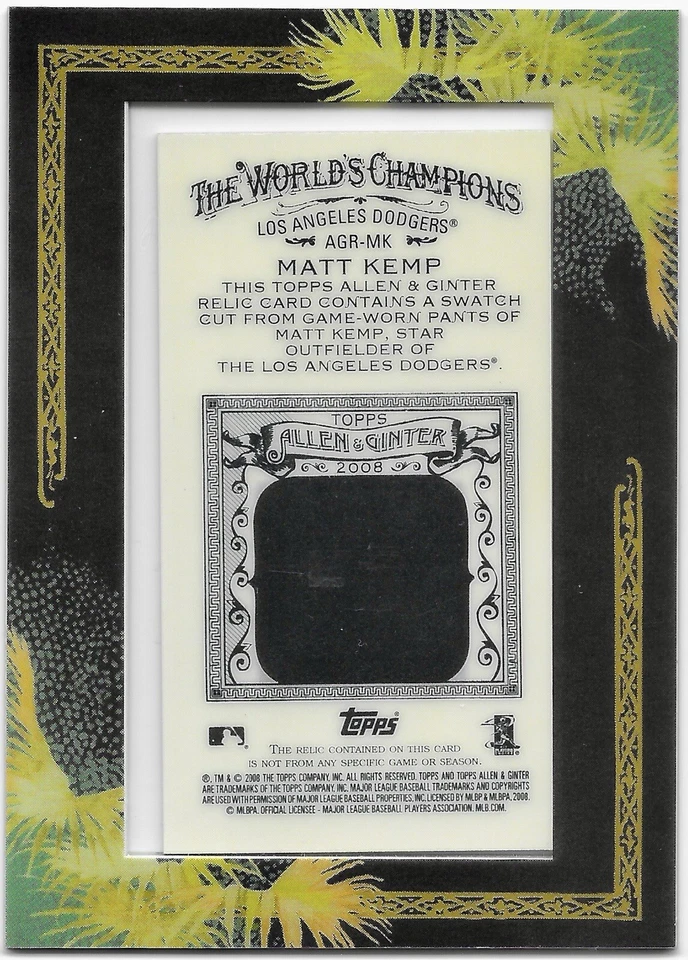 THE WORLD'S CHAMPIONS
LOS ANGELES DODGERS®
AGR-MK
MATT KEMP
THIS TOPPS ALLEN & GINTER
RELIC CARD CONTAINS A SWATCH
CUT FROM GAME-WORN PANTS OF
MATT KEMP, STAR
OUTFIELDER OF
THE LOS ANGELES DODGERS®.
TOPPS
ALLEN & GINTER
2008
TOPPS
THE RELIC CONTAINED ON THIS CARD
IS NOT FROM ANY SPECIFIC GAME OR SEASON.
®, TM & © 2008 THE TOPPS COMPANY, INC. ALL RIGHTS RESERVED. TOPPS AND TOPPS ALLEN & GINTER
ARE TRADEMARKS OF THE TOPPS COMPANY, INC. MAJOR LEAGUE BASEBALL TRADEMARKS AND COPYRIGHTS
ARE USED WITH PERMISSION OF MAJOR LEAGUE BASEBALL PROPERTIES, INC. LICENSED BY MLBP & MLBPA, 2008.
© MLBPA. OFFICIAL LICENSEE - MAJOR LEAGUE BASEBALL PLAYERS ASSOCIATION. MLB.COM.